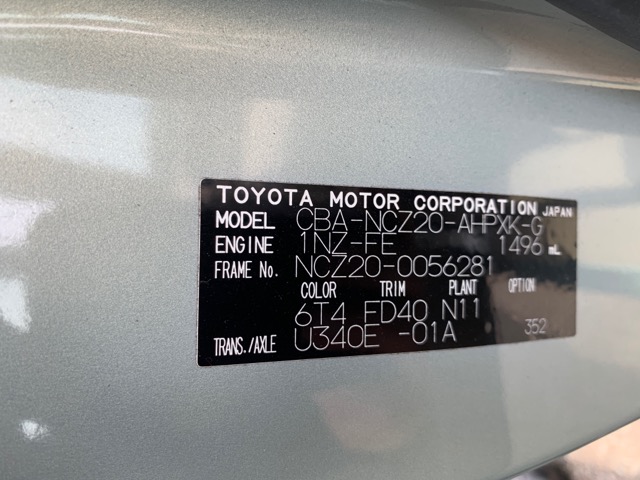 TOYOTA MOTOR CORPORATION JAPAN
MODEL CBA-NCZ20-AHPXK-G
ENGINE 1NZ-FE 1496 mL
FRAME No. NCZ20-0056281
COLOR TRIM PLANT OPTION
6T4 FD40 N11 352
TRANS./AXLE U340E -01A